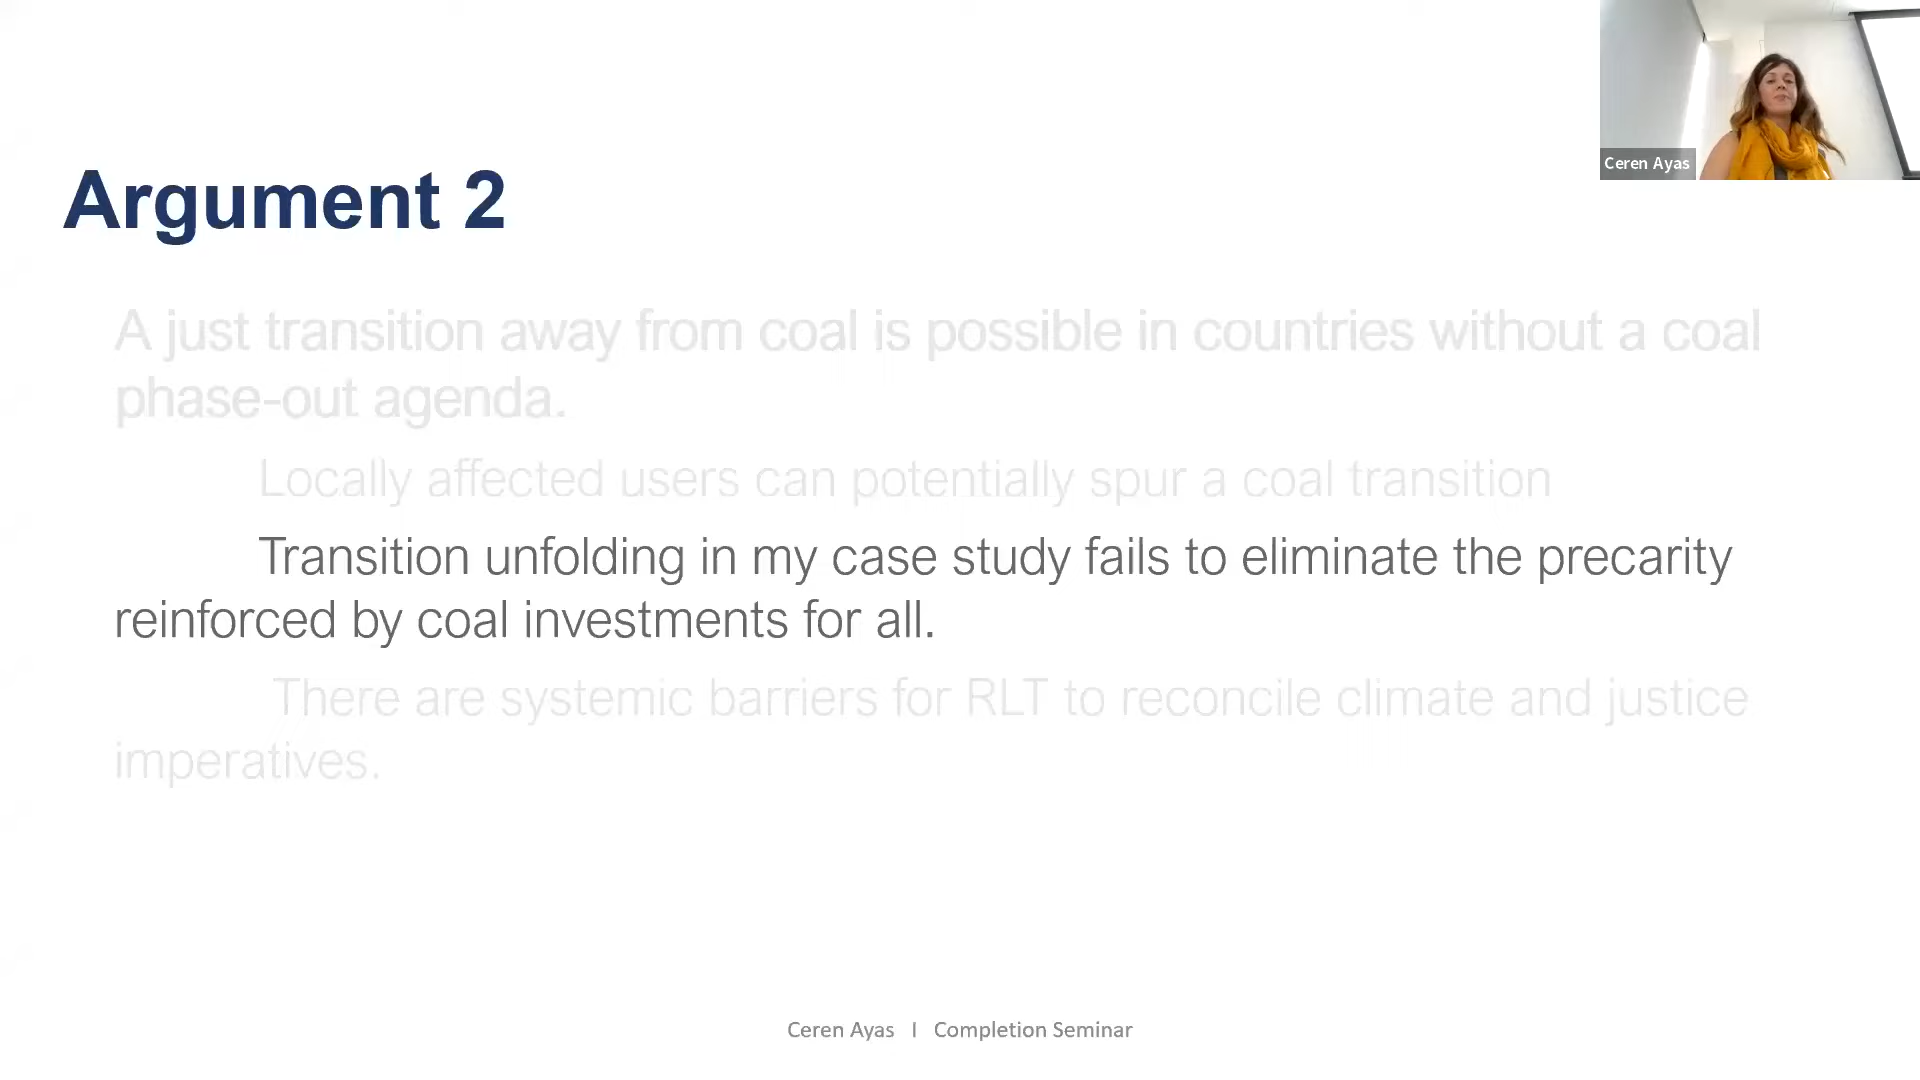 Ceren Ayas
Argument 2
A just transition away from coal is possible in countries without a coal
phase-out agenda.
Locally affected users can potentially spur a coal transition
Transition unfolding in my case study fails to eliminate the precarity
reinforced by coal investments for all.
There are systemic barriers for RLT to reconcile climate and justice
imperatives.
Ceren Ayas I Completion Seminar